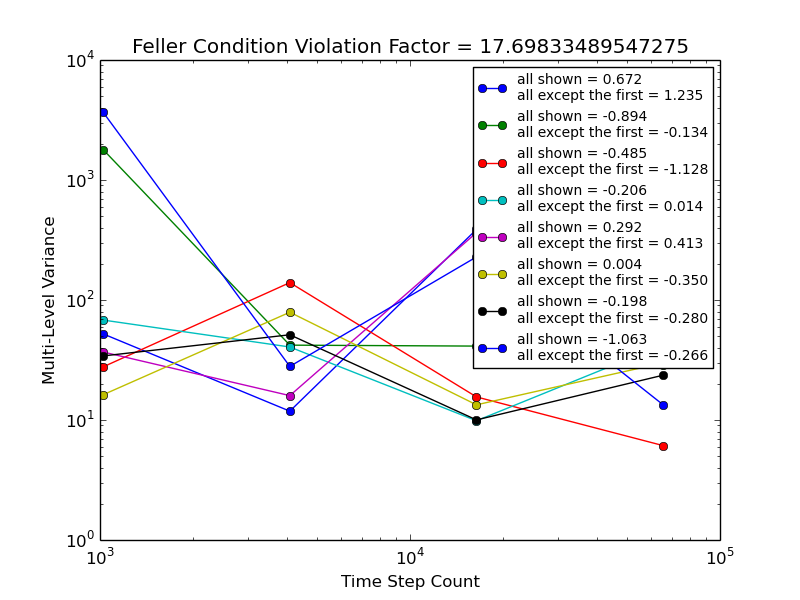 Feller Condition Violation Factor = 17.69833489547275
10^4
10^3
10^2
10^1
10^0
Multi-Level Variance
all shown = 0.672
all except the first = 1.235
all shown = -0.894
all except the first = -0.134
all shown = -0.485
all except the first = -1.128
all shown = -0.206
all except the first = 0.014
all shown = 0.292
all except the first = 0.413
all shown = 0.004
all except the first = -0.350
all shown = -0.198
all except the first = -0.280
all shown = -1.063
all except the first = -0.266
10^3 10^4 10^5
Time Step Count